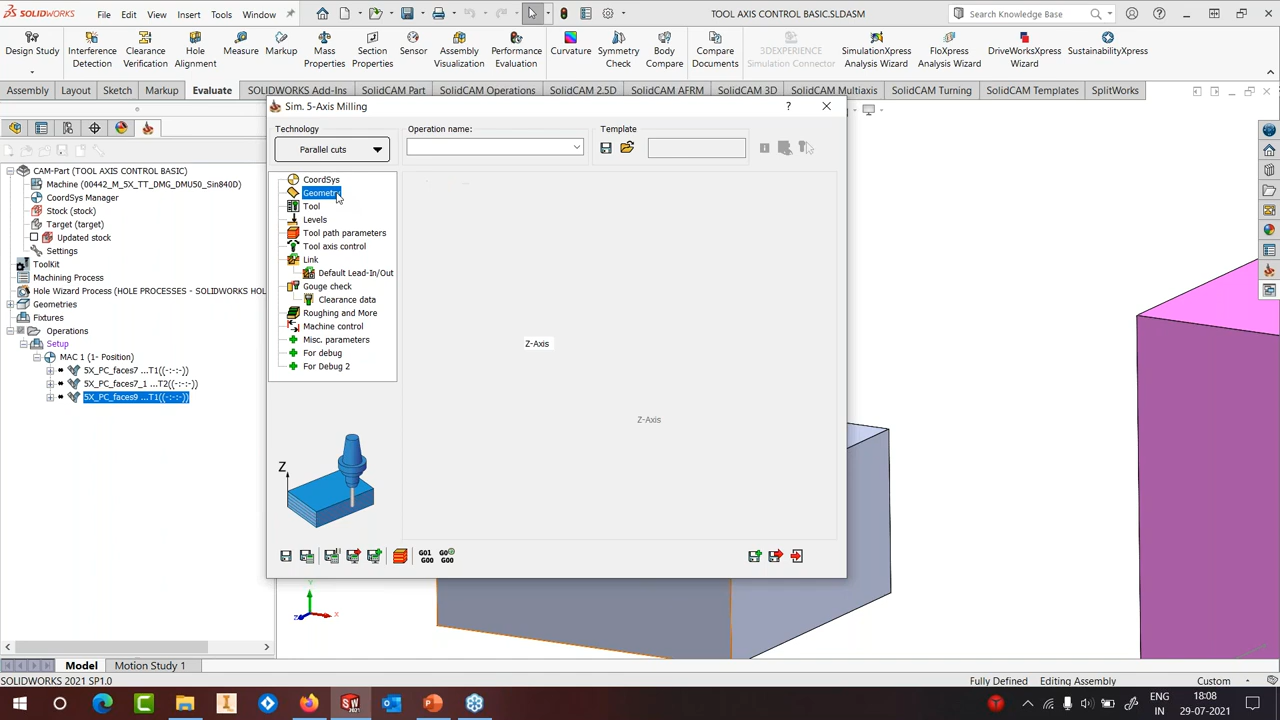 SOLIDWORKS File Edit View Insert Tools Window TOOL AXIS CONTROL BASIC.SLDASM Search Knowledge Base
Design Study
Interference Detection
Clearance Verification
Hole Alignment
Measure
Markup
Mass Properties
Section Properties
Sensor
Assembly Visualization
Performance Evaluation
Curvature
Symmetry Check
Body Compare
Compare Documents
3DEXPERIENCE Simulation Connector
SimulationXpress Analysis Wizard
FloXpress Analysis Wizard
DriveWorksXpress Wizard
SustainabilityXpress
Assembly Layout Sketch Markup Evaluate SOLIDWORKS Add-Ins SolidCAM Part SolidCAM Operations SolidCAM 2.5D SolidCAM AFRM SolidCAM 3D SolidCAM Multiaxis SolidCAM Turning SolidCAM Templates SplitWorks
CAM-Part (TOOL AXIS CONTROL BASIC)
Machine (00442_M_5X_TT_DMG_DMU50_Sin840D)
CoordSys Manager
Stock (stock)
Target (target)
Updated stock
Settings
ToolKit
Machining Process
Hole Wizard Process (HOLE PROCESSES - SOLIDWORKS HOL
Geometries
Fixtures
Operations
Setup
MAC 1 (1- Position)
5X_PC_faces7 ...T1((-:-:-))
5X_PC_faces7_1 ...T2((-:-:-))
5X_PC_faces9 ...T1((-:-:-))
Sim. 5-Axis Milling ?
Technology Operation name: Template
Parallel cuts
CoordSys
Geometry
Tool
Levels
Tool path parameters
Tool axis control
Link
Default Lead-In/Out
Gouge check
Clearance data
Roughing and More
Machine control
Misc. parameters
For debug
For Debug 2
Z-Axis
Z-Axis
Z
G01 G00
G00
Y
Z X
Model Motion Study 1
SOLIDWORKS 2021 SP1.0 Fully Defined Editing Assembly Custom
ENG IN
18:08
29-07-2021